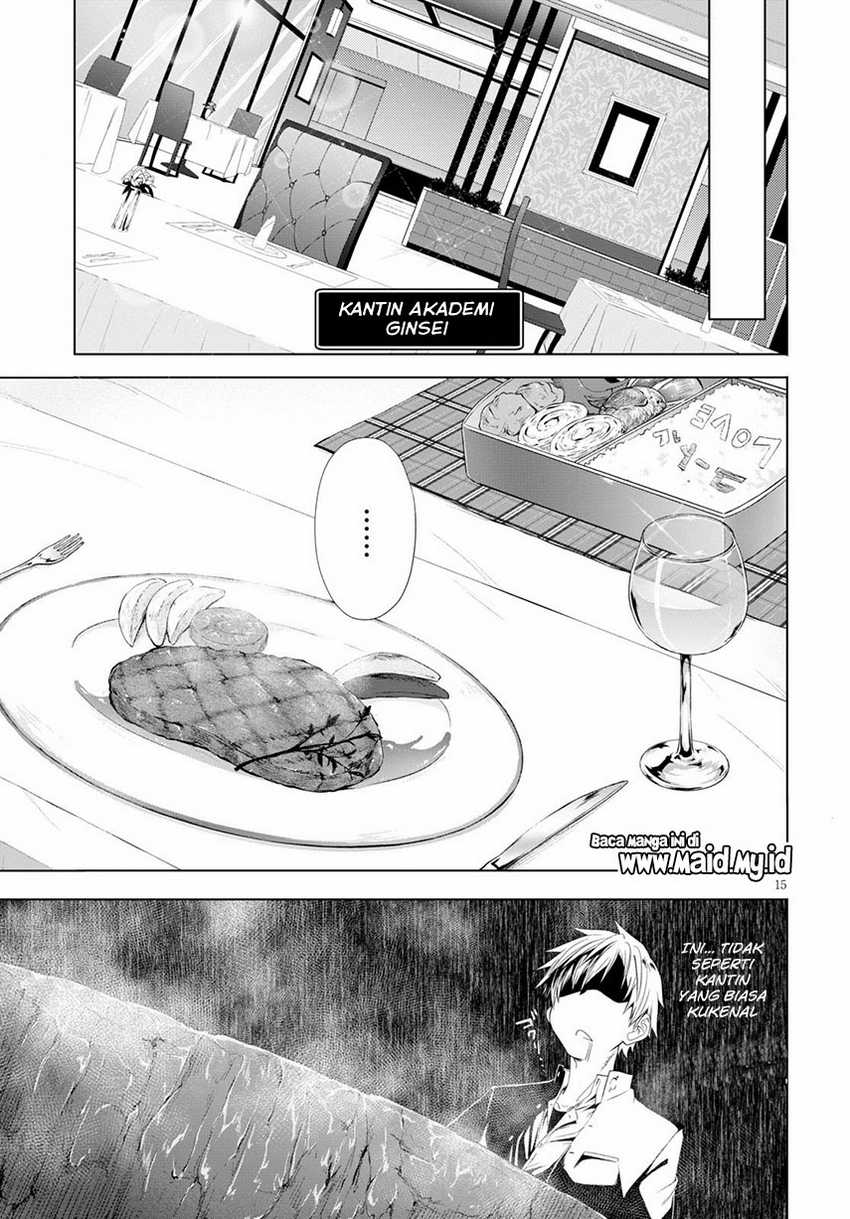 KANTIN AKADEMI
GINSEI
LOVE
......
Baca Manga ini di
www.Maid.My.id
15
INI... TIDAK
SEPERTI
KANTIN
YANG BIASA
KUKENAL